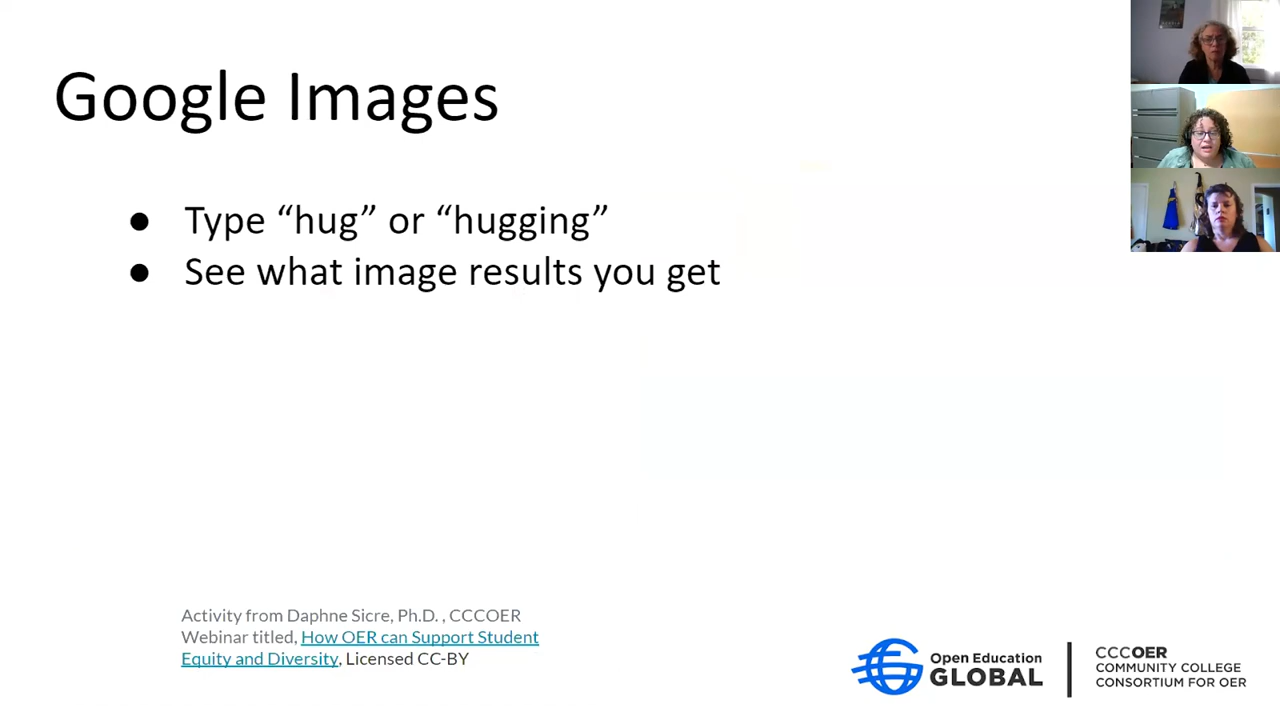 Google Images
● Type “hug” or “hugging”
● See what image results you get
Activity from Daphne Sicre, Ph.D. , CCCOER
Webinar titled, How OER can Support Student
Equity and Diversity, Licensed CC-BY
Open Education
GLOBAL
CCCOER
COMMUNITY COLLEGE
CONSORTIUM FOR OER